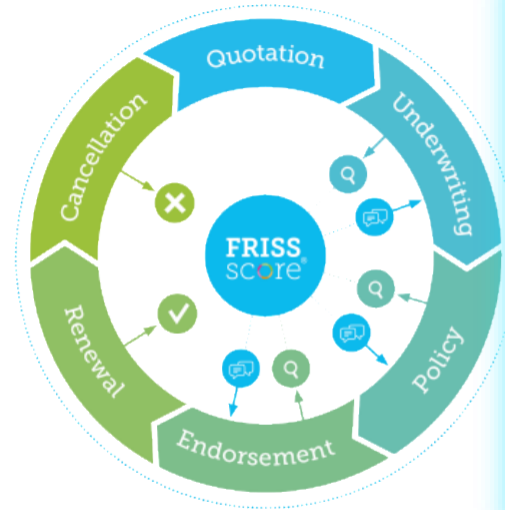 Quotation
Underwriting
Policy
Endorsement
Renewal
Cancellation
FRISS
score®